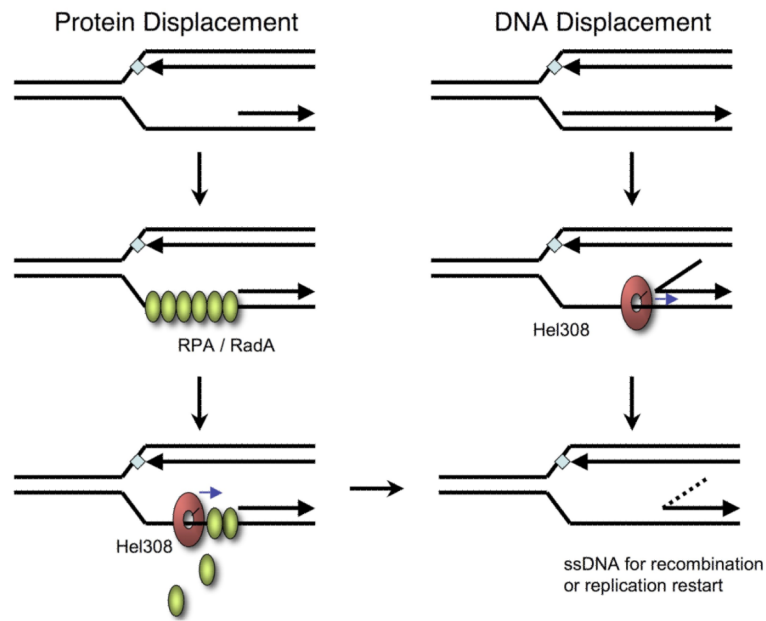 Protein Displacement
DNA Displacement
RPA / RadA
Hel308
Hel308
ssDNA for recombination
or replication restart